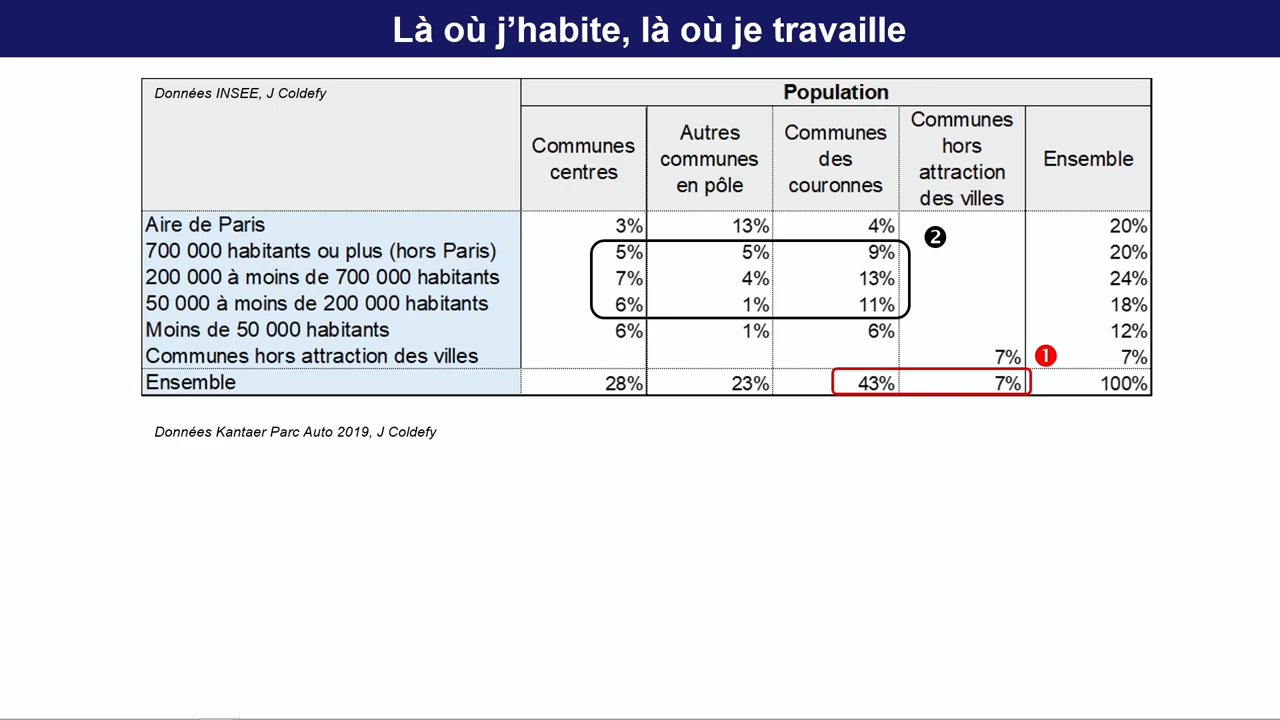 Là où j’habite, là où je travaille
Données INSEE, J Coldefy
Population
Communes centres
Autres communes en pôle
Communes des couronnes
Communes hors attraction des villes
Ensemble
Aire de Paris 3% 13% 4% 20%
700 000 habitants ou plus (hors Paris) 5% 5% 9% 20%
200 000 à moins de 700 000 habitants 7% 4% 13% 24%
50 000 à moins de 200 000 habitants 6% 1% 11% 18%
Moins de 50 000 habitants 6% 1% 6% 12%
Communes hors attraction des villes 7% 7%
Ensemble 28% 23% 43% 7% 100%
❷
❶
Données Kantaer Parc Auto 2019, J Coldefy